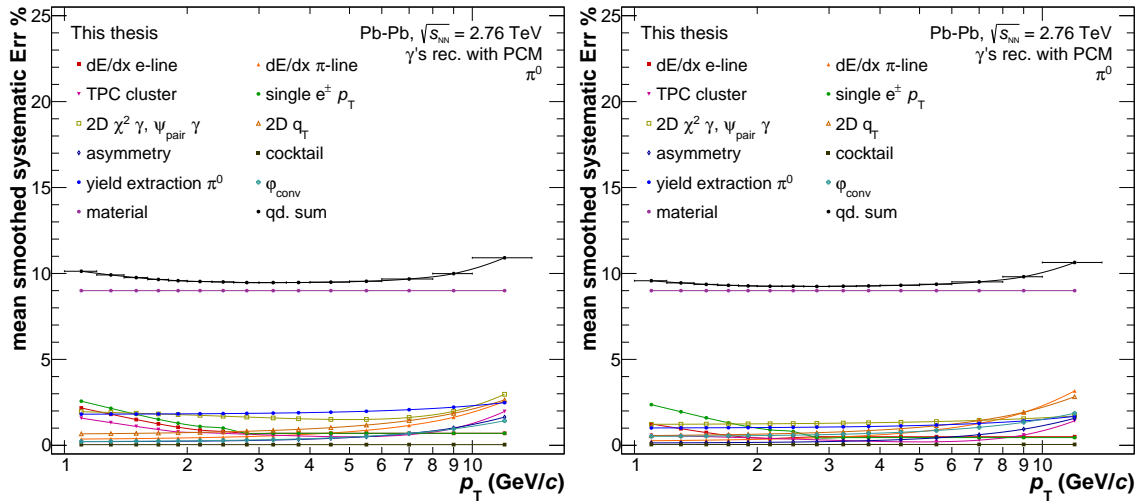 mean smoothed systematic Err %
25
20
15
10
5
0
This thesis
Pb-Pb, √s_NN = 2.76 TeV
γ's rec. with PCM
π⁰
dE/dx e-line
dE/dx π-line
TPC cluster
single e± p_T
2D χ² γ, ψ_pair γ
2D q_T
asymmetry
cocktail
yield extraction π⁰
φ_conv
material
qd. sum
1 2 3 4 5 6 7 8 9 10
p_T (GeV/c)
mean smoothed systematic Err %
25
20
15
10
5
0
This thesis
Pb-Pb, √s_NN = 2.76 TeV
γ's rec. with PCM
π⁰
dE/dx e-line
dE/dx π-line
TPC cluster
single e± p_T
2D χ² γ, ψ_pair γ
2D q_T
asymmetry
cocktail
yield extraction π⁰
φ_conv
material
qd. sum
1 2 3 4 5 6 7 8 9 10
p_T (GeV/c)